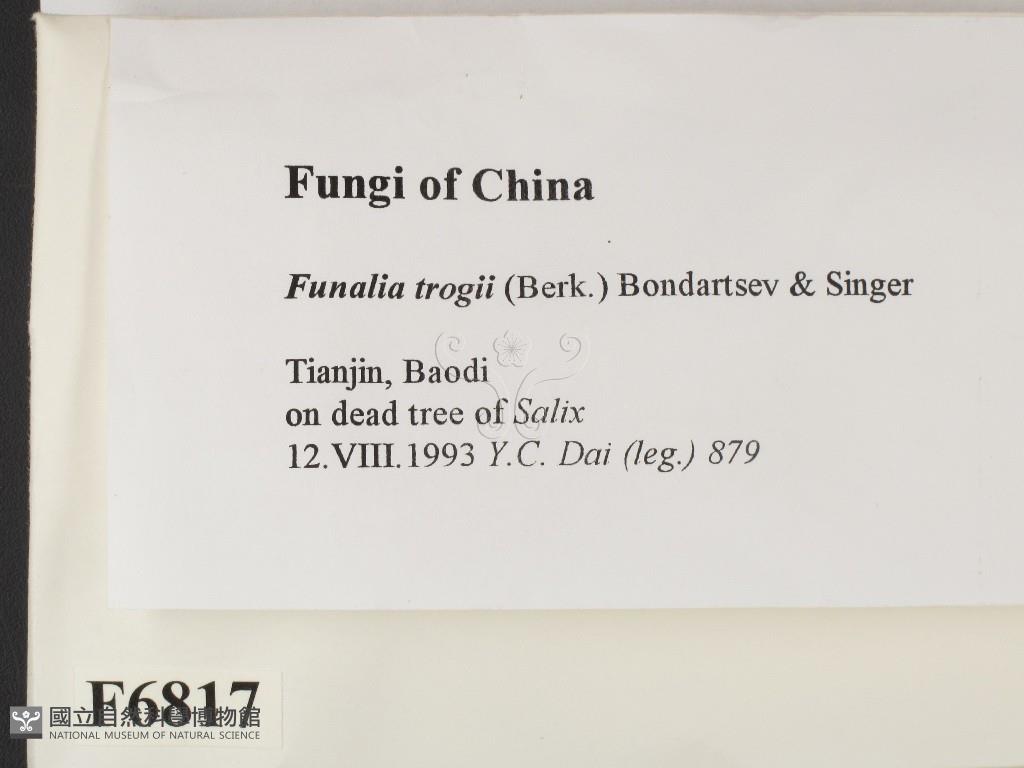 Fungi of China
Funalia trogii (Berk.) Bondartsev & Singer
Tianjin, Baodi
on dead tree of Salix
12.VIII.1993 Y.C. Dai (leg.) 879
F6817
國立自然科學博物館
NATIONAL MUSEUM OF NATURAL SCIENCE